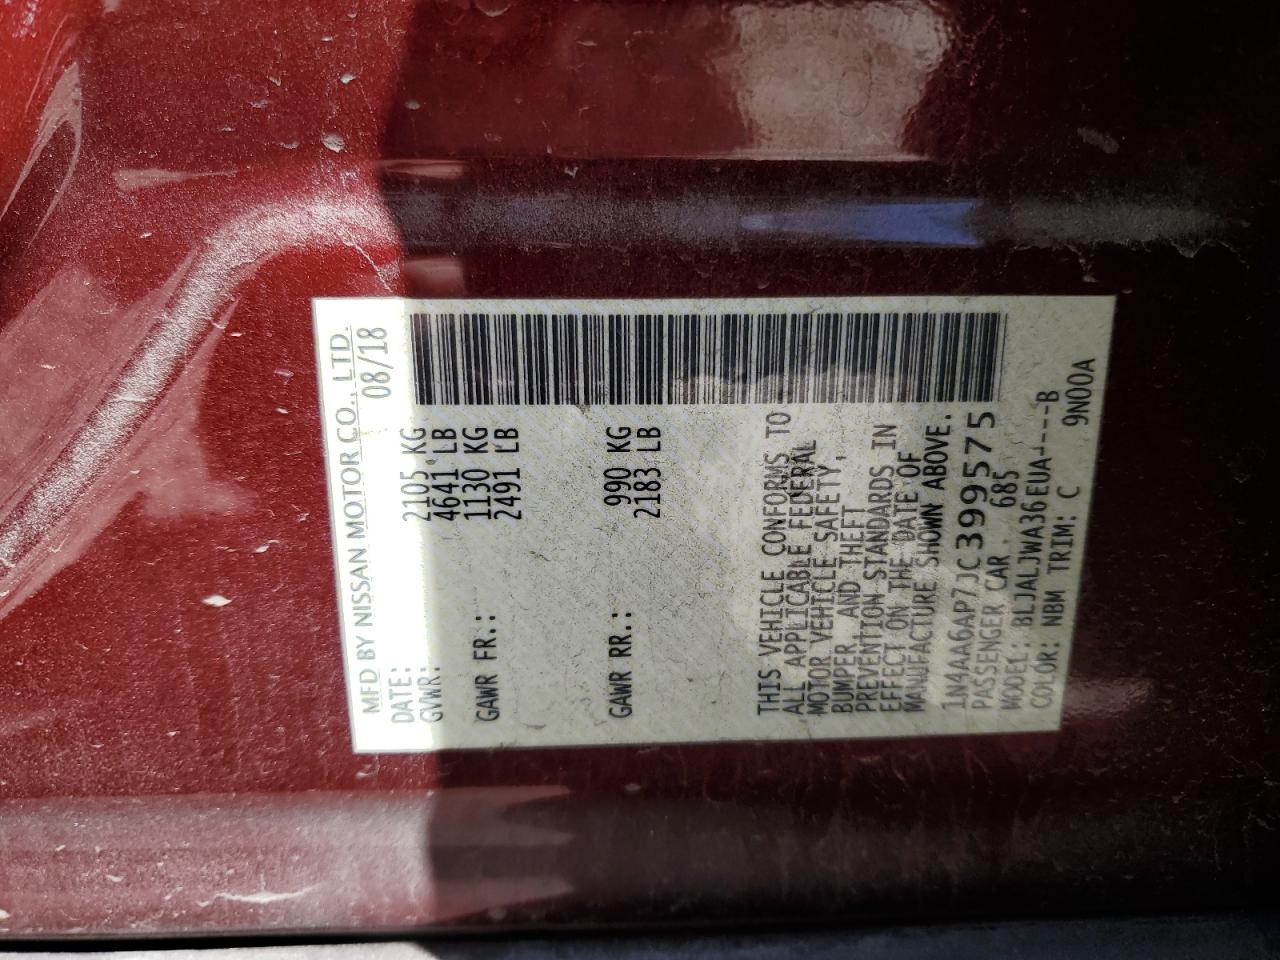 MFD BY NISSAN MOTOR CO., LTD.
DATE: 08/18
GVWR: 2105 KG
4641 LB
GAWR FR.: 1130 KG
2491 LB
GAWR RR.: 990 KG
2183 LB
THIS VEHICLE CONFORMS TO
ALL APPLICABLE FEDERAL
MOTOR VEHICLE SAFETY,
BUMPER AND THEFT
PREVENTION STANDARDS IN
EFFECT ON THE DATE OF
MANUFACTURE SHOWN ABOVE.
1N4AA6AP7JC399575
PASSENGER CAR 685
MODEL: BLJALJWA36EUA----B
COLOR: NBM TRIM: C 9N00A